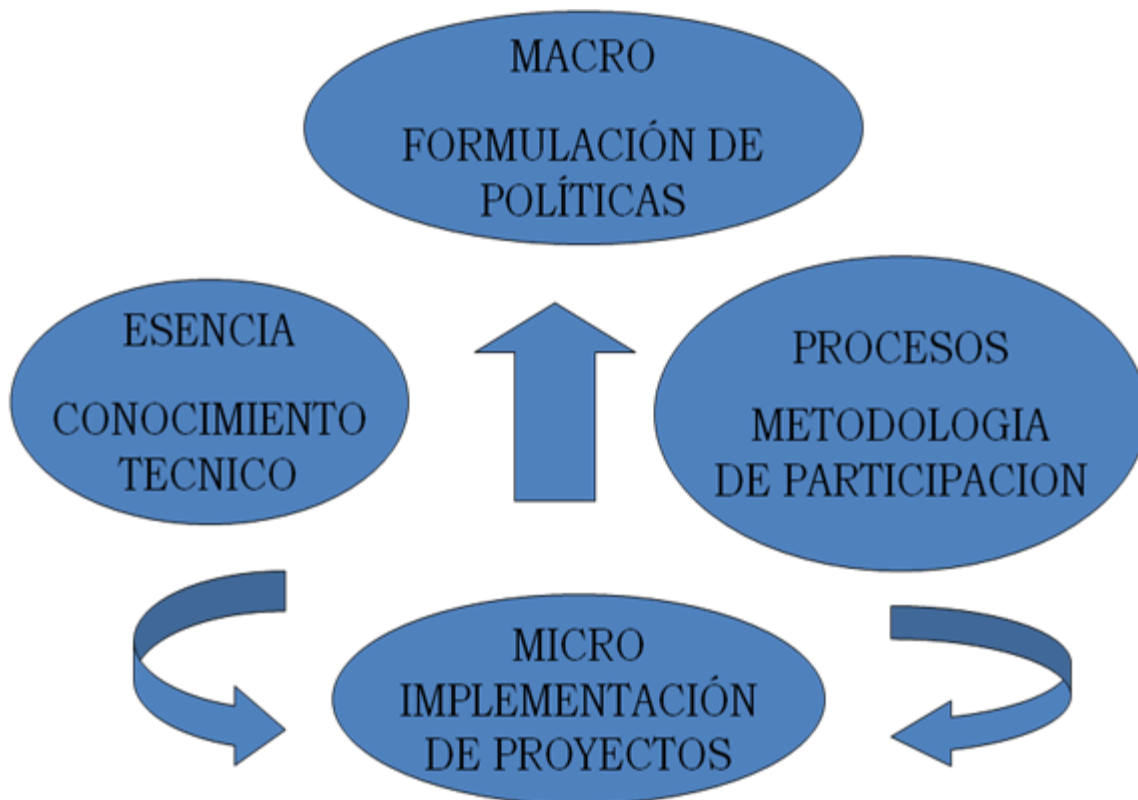 MACRO
FORMULACIÓN DE
POLÍTICAS
ESENCIA
CONOCIMIENTO
TECNICO
PROCESOS
METODOLOGIA
DE PARTICIPACION
MICRO
IMPLEMENTACIÓN
DE PROYECTOS